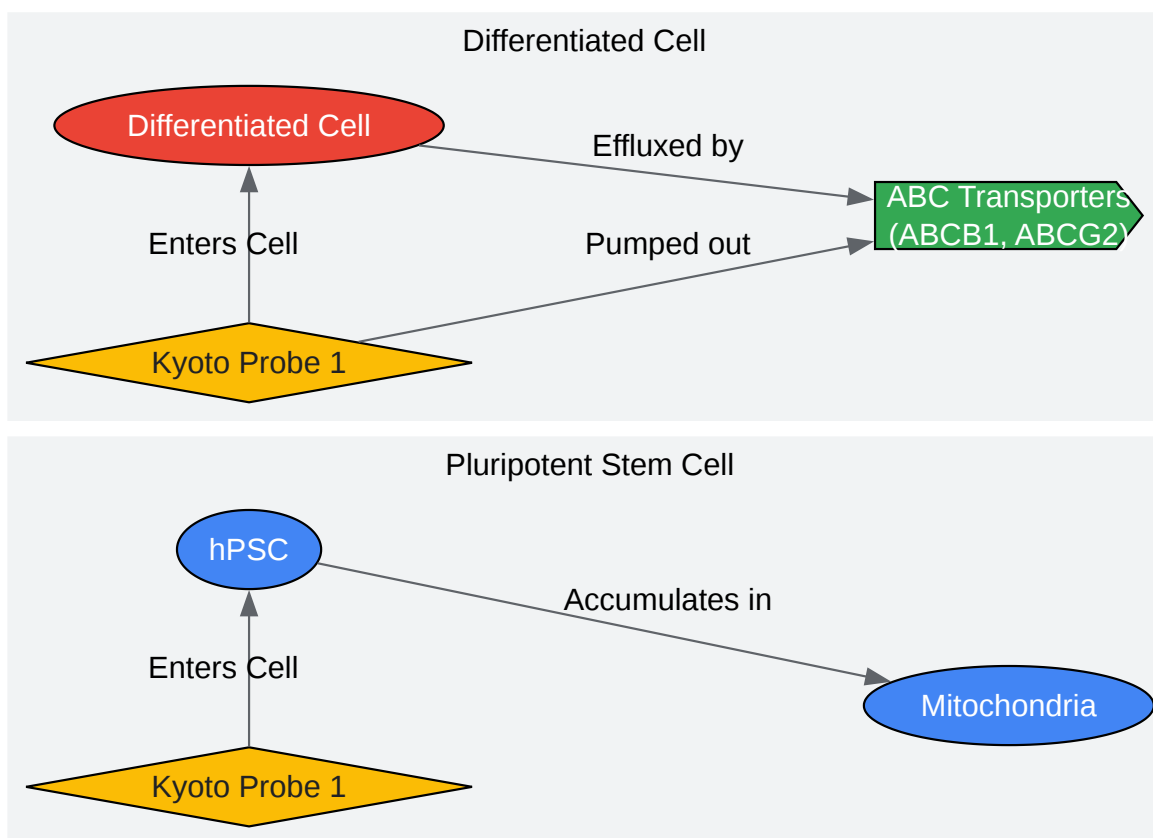 Differentiated Cell
Differentiated Cell
Effluxed by
ABC Transporters
(ABCB1, ABCG2)
Enters Cell
Pumped out
Kyoto Probe 1
Pluripotent Stem Cell
hPSC
Accumulates in
Enters Cell
Mitochondria
Kyoto Probe 1